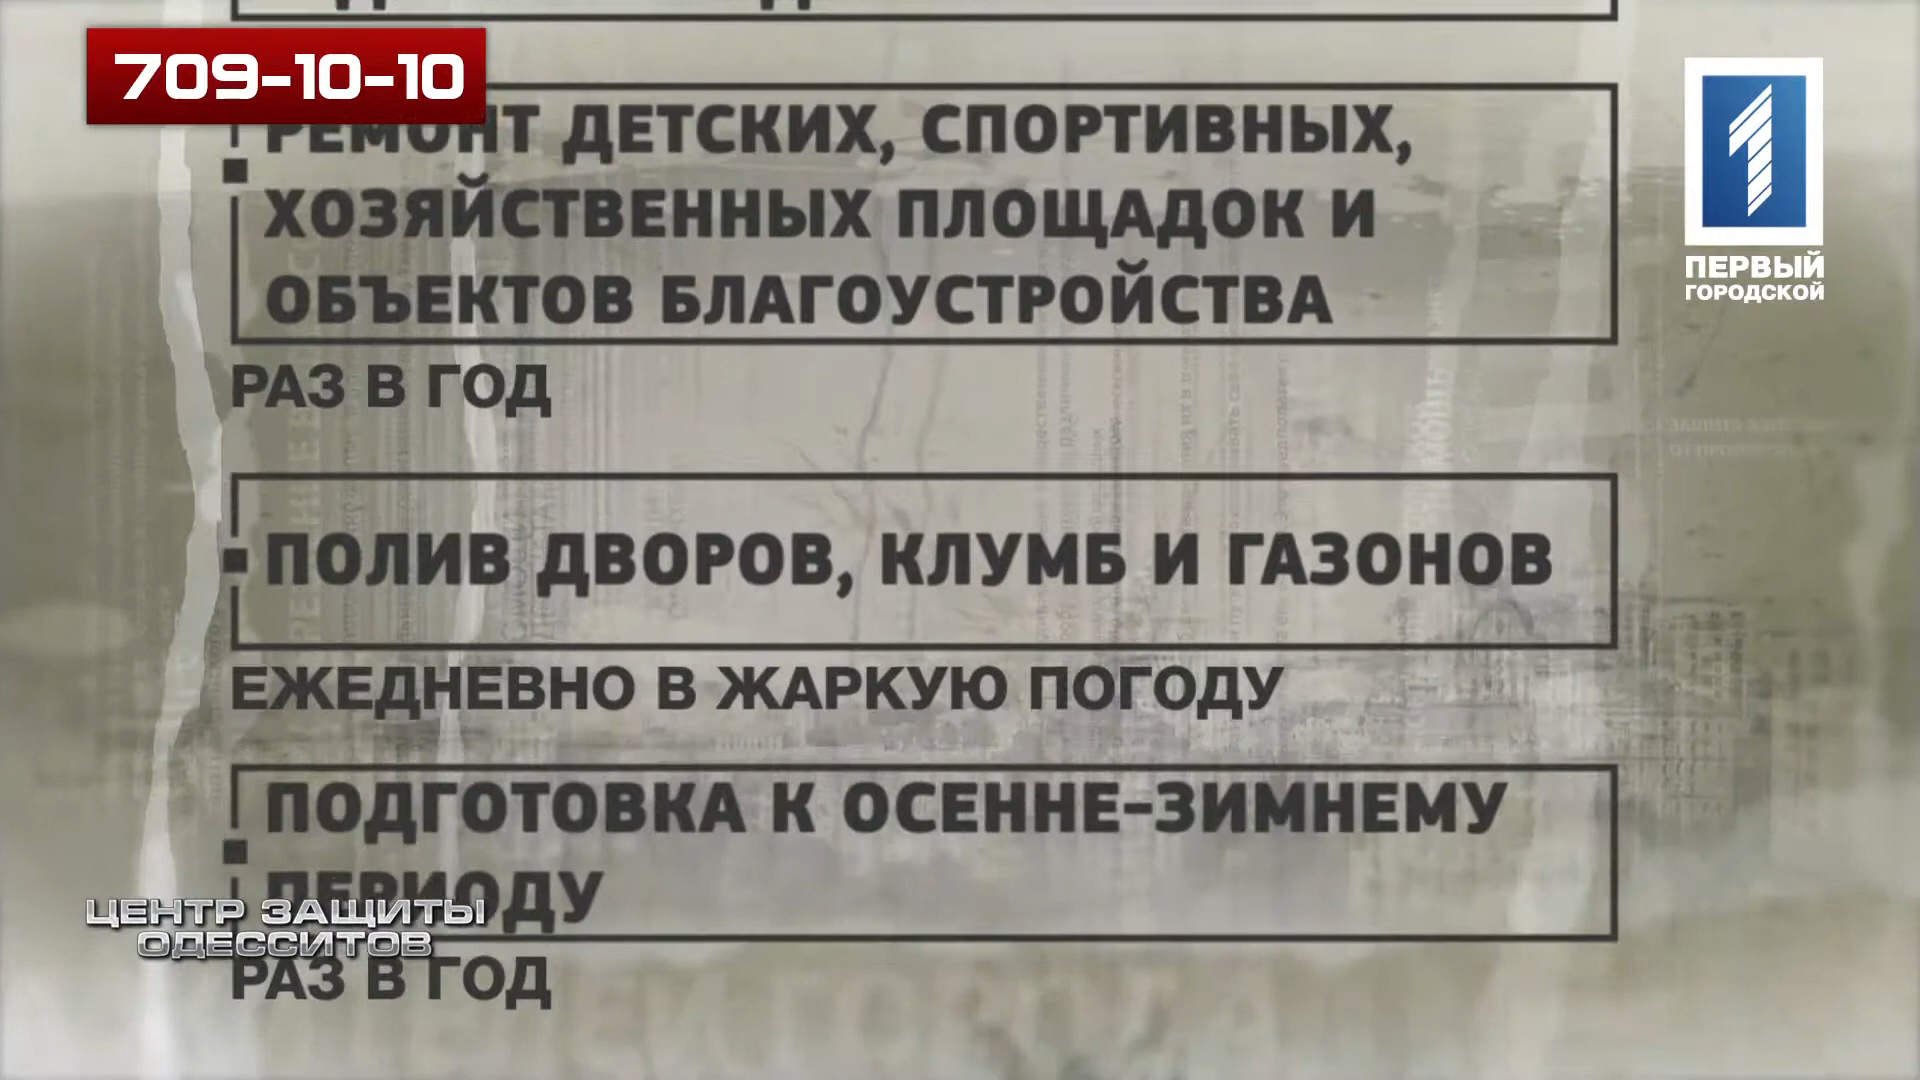 709-10-10
РЕМОНТ ДЕТСКИХ, СПОРТИВНЫХ,
ХОЗЯЙСТВЕННЫХ ПЛОЩАДОК И
ОБЪЕКТОВ БЛАГОУСТРОЙСТВА
РАЗ В ГОД
ПОЛИВ ДВОРОВ, КЛУМБ И ГАЗОНОВ
ЕЖЕДНЕВНО В ЖАРКУЮ ПОГОДУ
ПОДГОТОВКА К ОСЕННЕ-ЗИМНЕМУ
ПЕРИОДУ
РАЗ В ГОД
ЦЕНТР ЗАЩИТЫ
ОДЕССИТОВ
1
ПЕРВЫЙ
ГОРОДСКОЙ